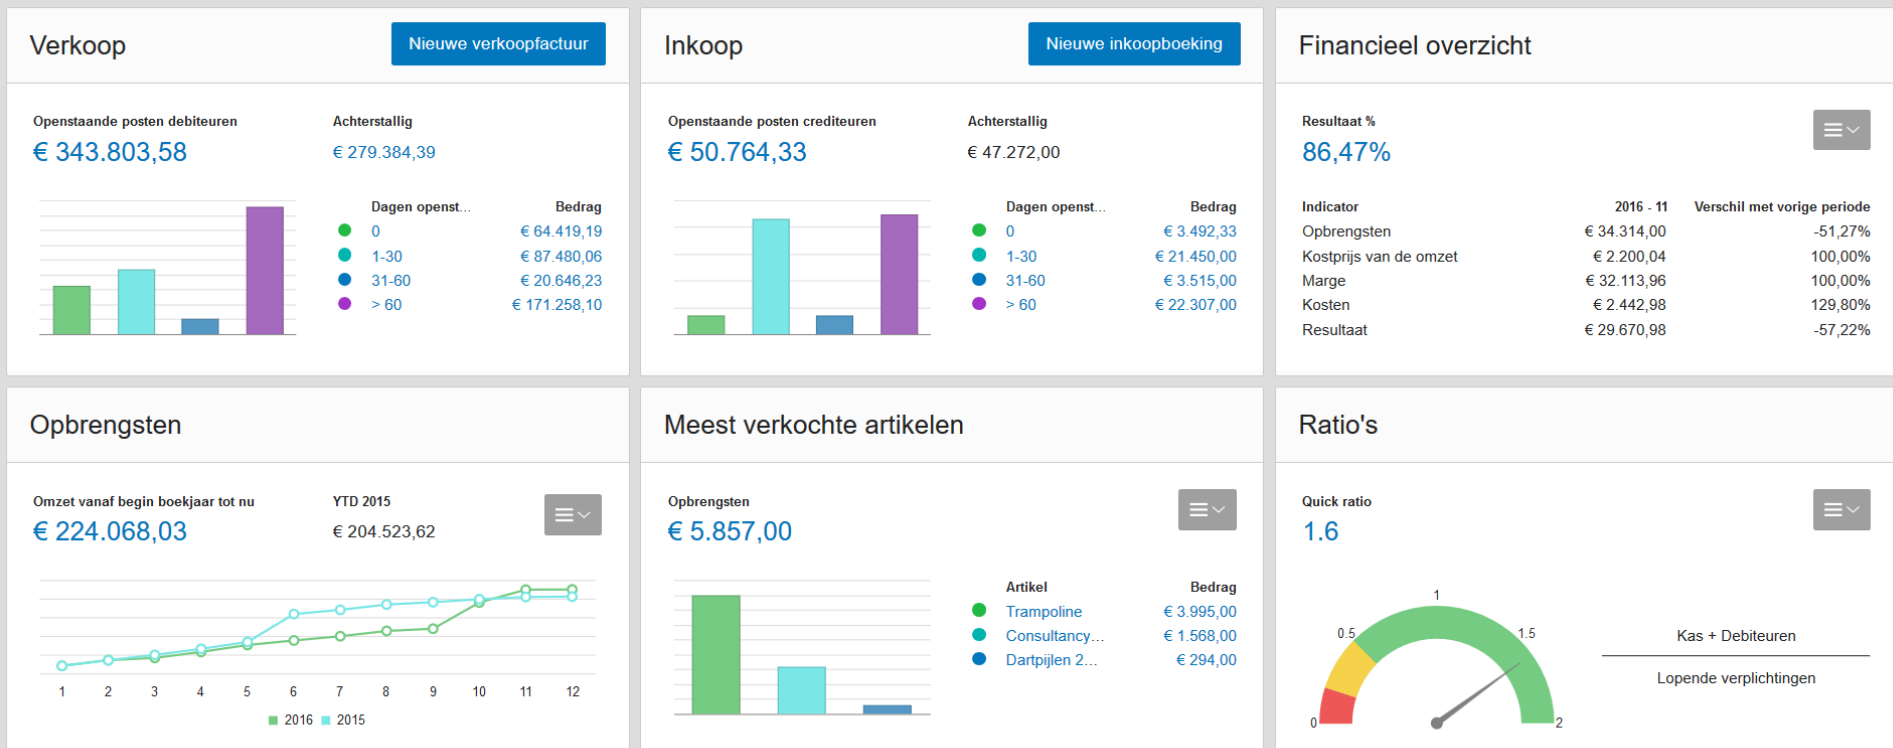 Verkoop
Nieuwe verkoopfactuur
Openstaande posten debiteuren
Achterstallig
€ 343.803,58
€ 279.384,39
Dagen openst... Bedrag
0 € 64.419,19
1-30 € 87.480,06
31-60 € 20.646,23
> 60 € 171.258,10
Inkoop
Nieuwe inkoopboeking
Openstaande posten crediteuren
Achterstallig
€ 50.764,33
€ 47.272,00
Dagen openst... Bedrag
0 € 3.492,33
1-30 € 21.450,00
31-60 € 3.515,00
> 60 € 22.307,00
Financieel overzicht
Resultaat %
86,47%
Indicator 2016 - 11 Verschil met vorige periode
Opbrengsten € 34.314,00 -51,27%
Kostprijs van de omzet € 2.200,04 100,00%
Marge € 32.113,96 100,00%
Kosten € 2.442,98 129,80%
Resultaat € 29.670,98 -57,22%
Opbrengsten
Omzet vanaf begin boekjaar tot nu
YTD 2015
€ 224.068,03
€ 204.523,62
1 2 3 4 5 6 7 8 9 10 11 12
2016 2015
Meest verkochte artikelen
Opbrengsten
€ 5.857,00
Artikel Bedrag
Trampoline € 3.995,00
Consultancy... € 1.568,00
Dartpijlen 2... € 294,00
Ratio's
Quick ratio
1.6
1
0.5 1.5
0 2
Kas + Debiteuren
Lopende verplichtingen